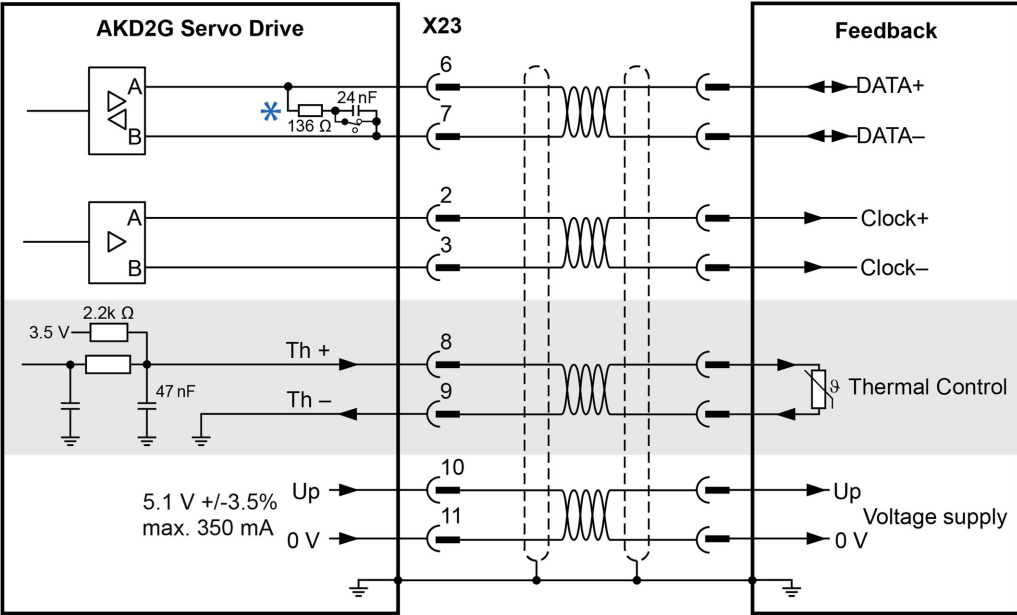 AKD2G Servo Drive
X23
Feedback
6
A
DATA+
24 nF
*
136 Ω
7
B
DATA–
2
A
Clock+
3
B
Clock–
2.2k Ω
3.5 V
Th +
8
47 nF
Th –
9
ϑ Thermal Control
10
5.1 V +/-3.5%
max. 350 mA
Up
Up
11
Voltage supply
0 V
0 V